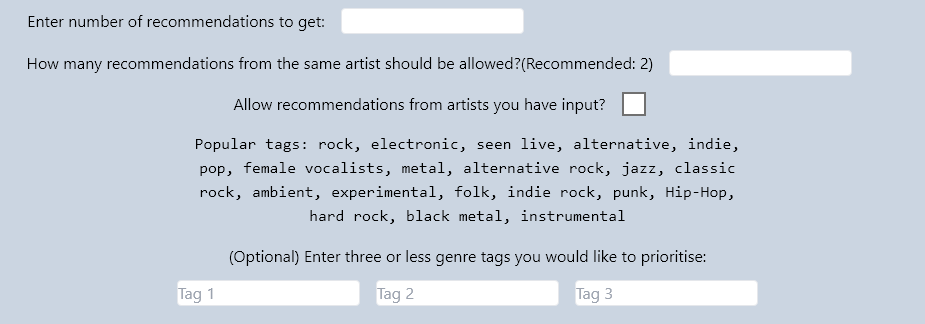 Enter number of recommendations to get:
How many recommendations from the same artist should be allowed?(Recommended: 2)
Allow recommendations from artists you have input?
Popular tags: rock, electronic, seen live, alternative, indie,
pop, female vocalists, metal, alternative rock, jazz, classic
rock, ambient, experimental, folk, indie rock, punk, Hip-Hop,
hard rock, black metal, instrumental
(Optional) Enter three or less genre tags you would like to prioritise:
Tag 1 Tag 2 Tag 3